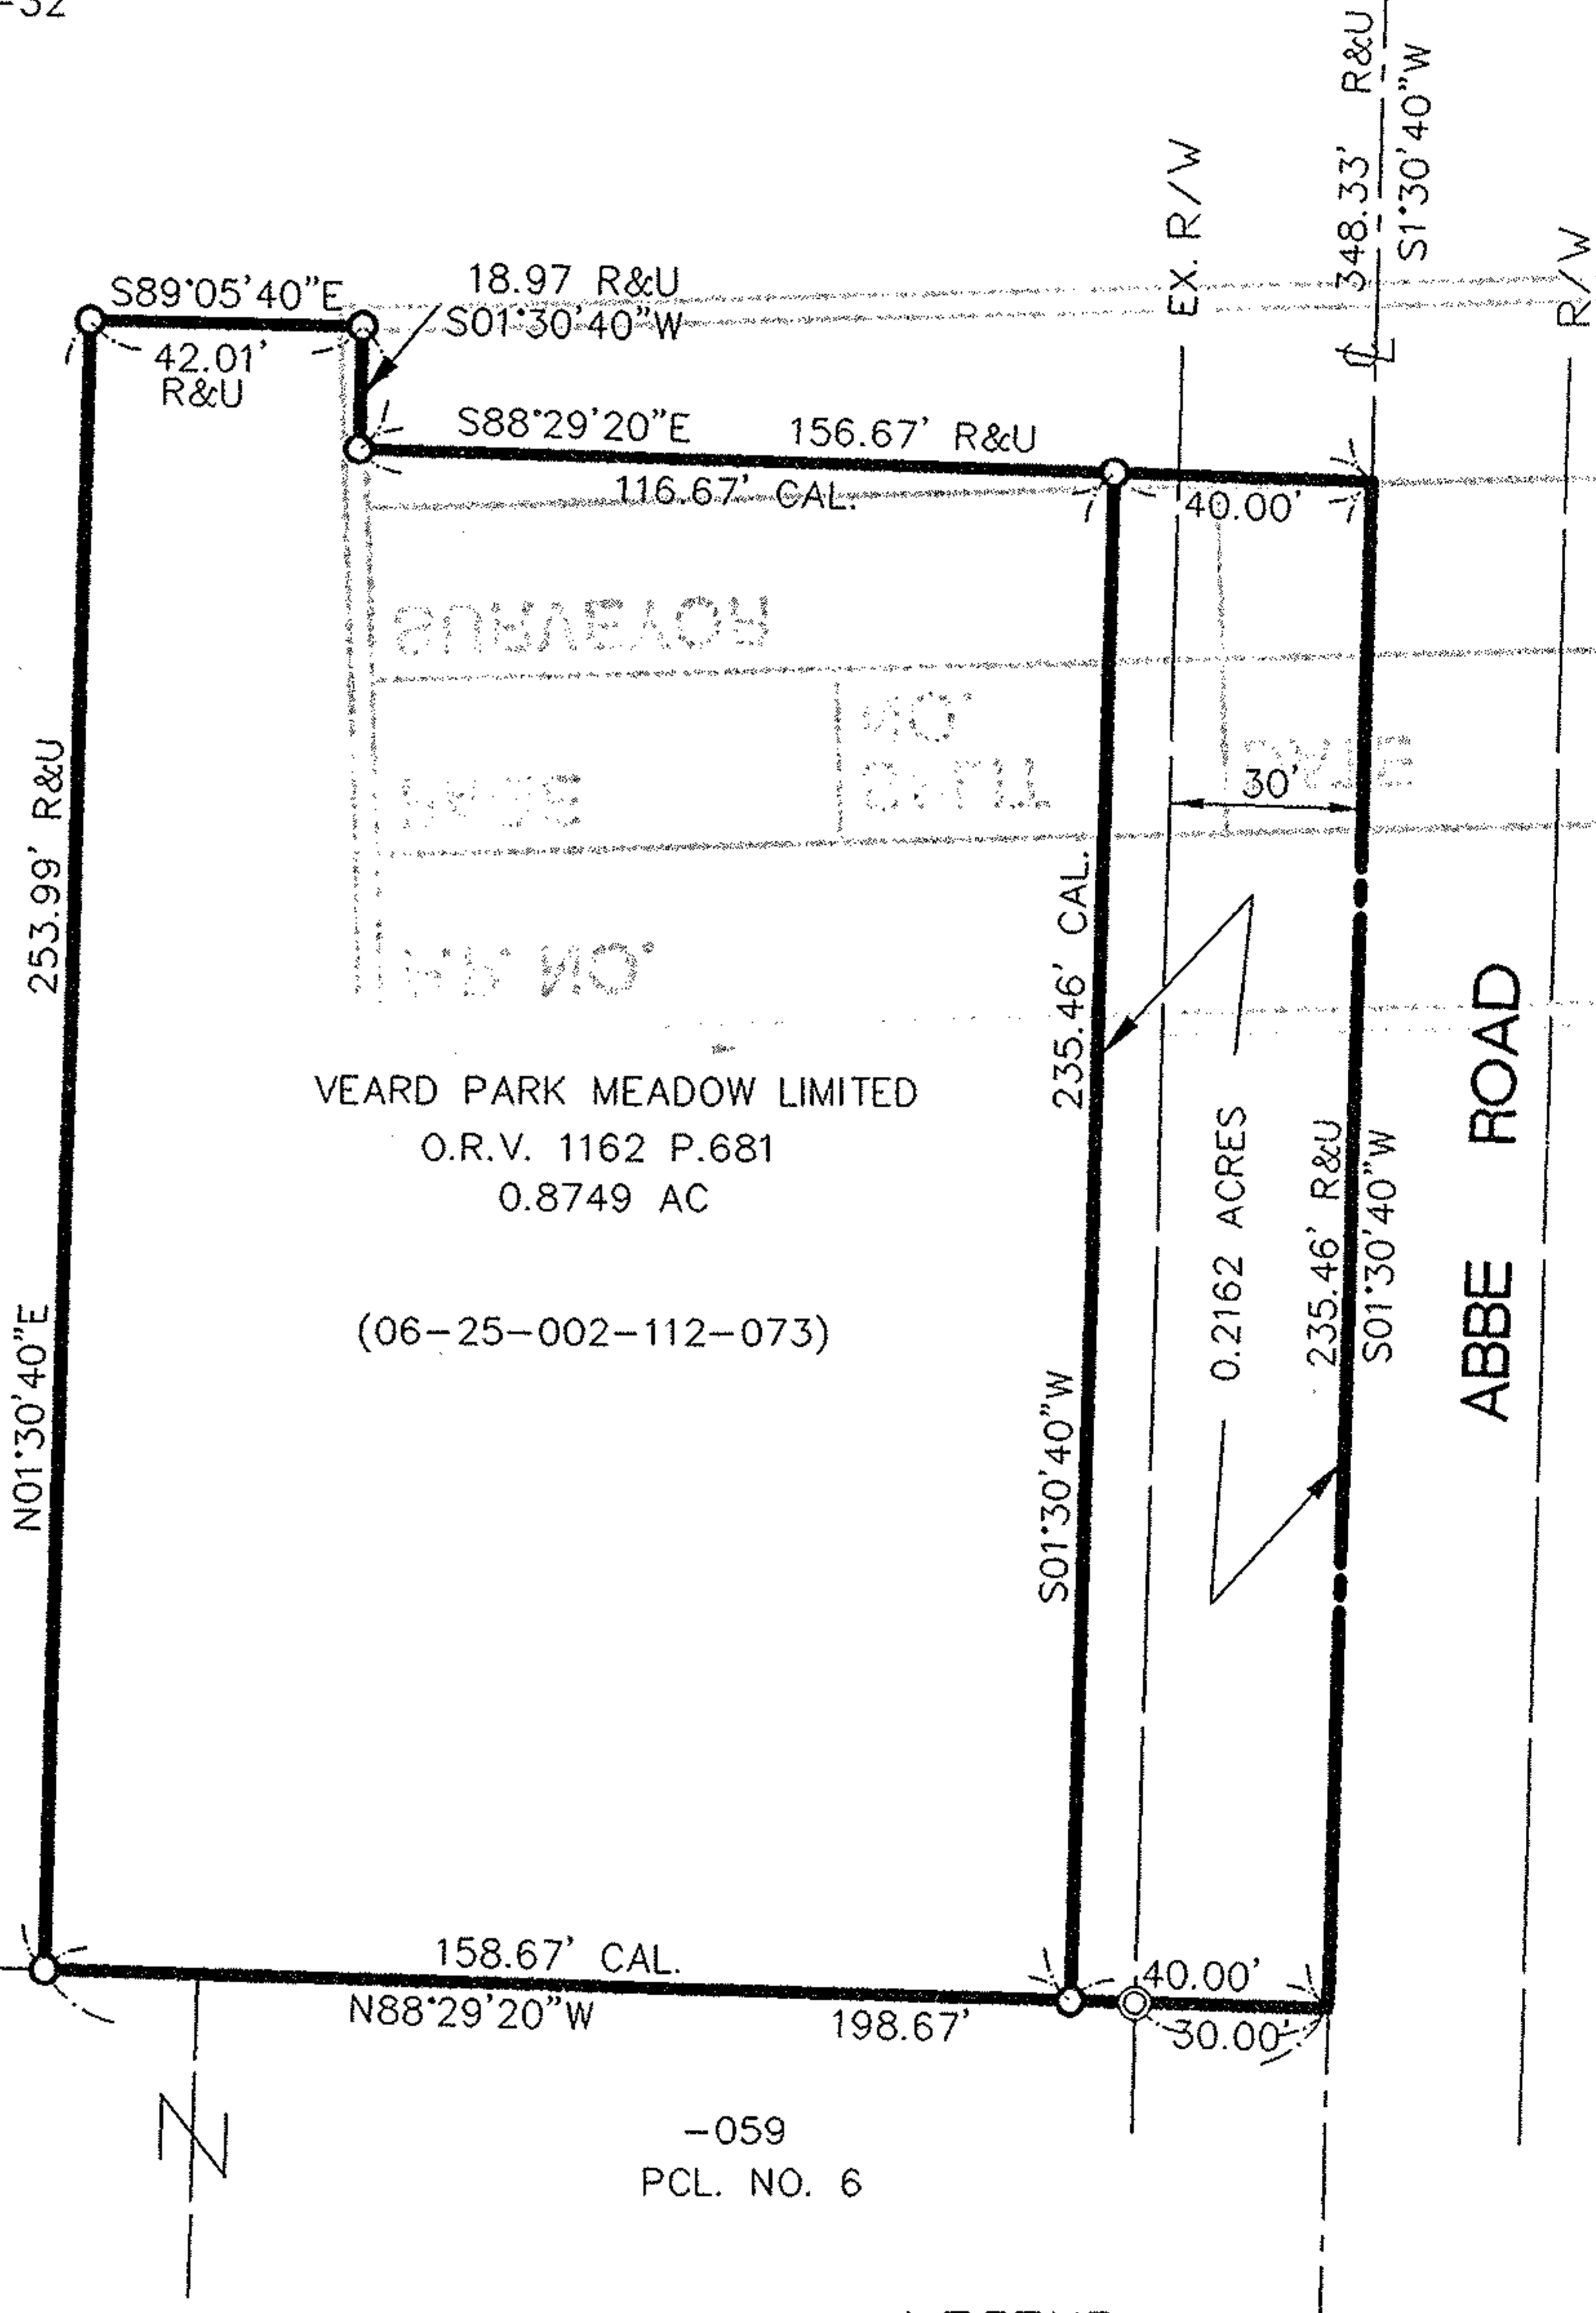 -32
348.33' R&U
S1°30'40"W
EX. R/W
R/W
S89°05'40"E
42.01'
R&U
18.97 R&U
S01°30'40"W
S88°29'20"E 156.67' R&U
116.67' CAL.
40.00'
SURVEYOR
NO.
DATE
30'
253.99' R&U
N01°30'40"E
235.46' CAL.
S01°30'40"W
VEARD PARK MEADOW LIMITED
O.R.V. 1162 P.681
0.8749 AC
(06-25-002-112-073)
0.2162 ACRES
235.46' R&U
S01°30'40"W
ABBE ROAD
158.67' CAL.
N88°29'20"W 198.67'
40.00'
30.00'
-059
PCL. NO. 6